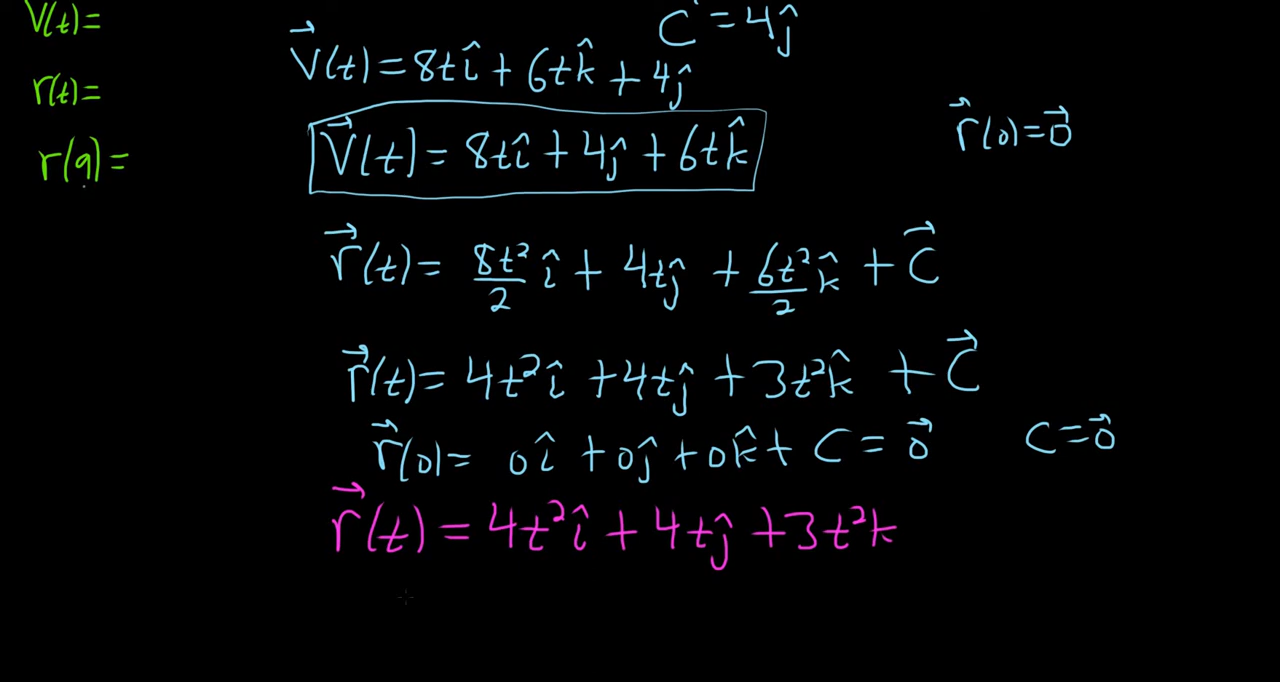 V(t)=
r(t)=
r(9)=
C = 4ĵ
V⃗(t)=8tî+6tk̂+4ĵ
V⃗(t)=8tî+4ĵ+6tk̂
r⃗(0)=0⃗
r⃗(t)= 8t²/2 î+ 4tĵ + 6t²/2 k̂ + C⃗
r⃗(t)= 4t²î +4tĵ +3t²k̂ + C⃗
r⃗(0)= 0î +0ĵ +0k̂+ C = 0⃗
C=0⃗
r⃗(t) = 4t²î + 4tĵ +3t²k